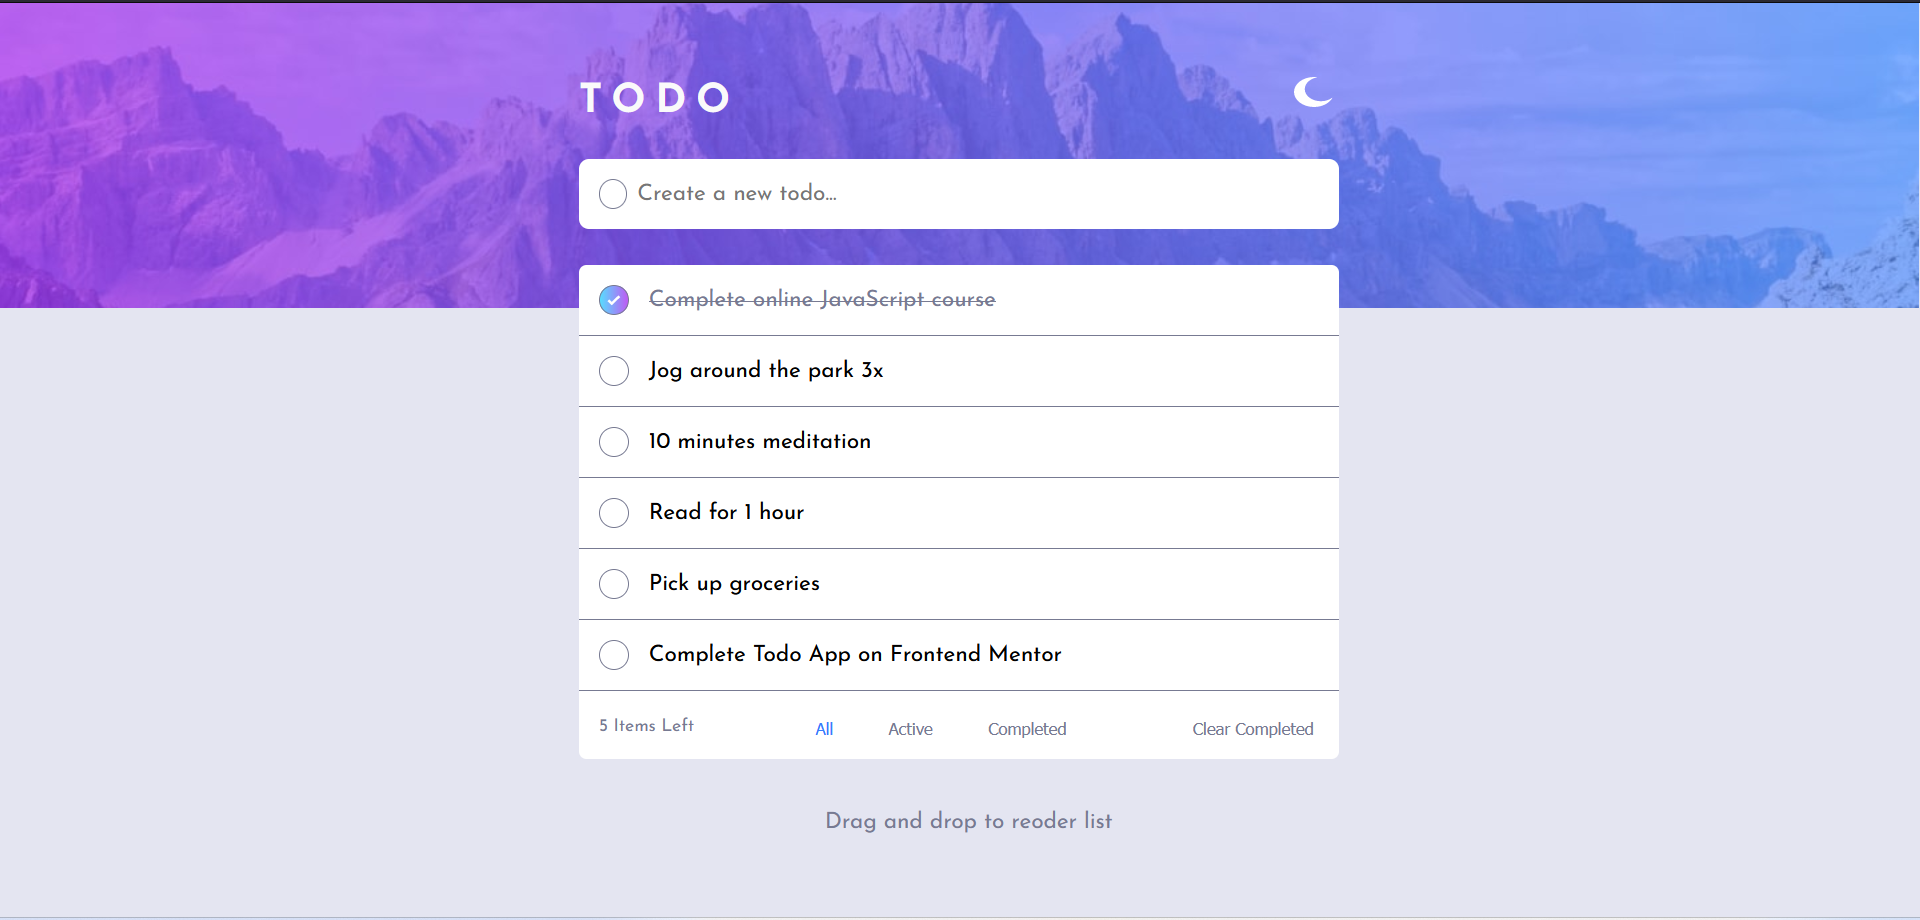 TODO
Create a new todo...
Complete online JavaScript course
Jog around the park 3x
10 minutes meditation
Read for 1 hour
Pick up groceries
Complete Todo App on Frontend Mentor
5 Items Left All Active Completed Clear Completed
Drag and drop to reoder list